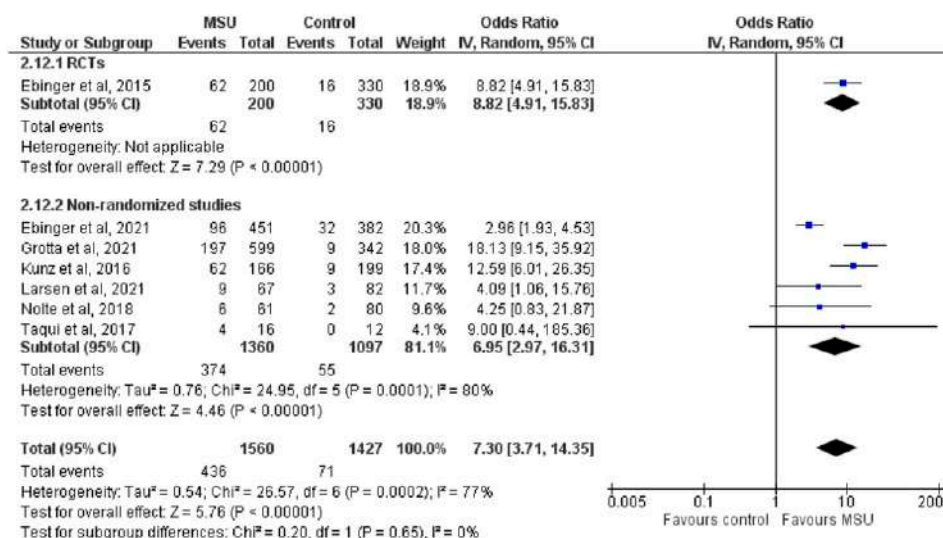 MSU Control Odds Ratio Odds Ratio
Study or Subgroup Events Total Events Total Weight IV, Random, 95% CI IV, Random, 95% CI
2.12.1 RCTs
Ebinger et al, 2015 62 200 16 330 18.9% 8.82 [4.91, 15.83]
Subtotal (95% CI) 200 330 18.9% 8.82 [4.91, 15.83]
Total events 62 16
Heterogeneity: Not applicable
Test for overall effect: Z = 7.29 (P < 0.00001)
2.12.2 Non-randomized studies
Ebinger et al, 2021 96 451 32 382 20.3% 2.96 [1.93, 4.53]
Grotta et al, 2021 197 599 9 342 18.0% 18.13 [9.15, 35.92]
Kunz et al, 2016 62 166 9 199 17.4% 12.59 [6.01, 26.35]
Larsen et al, 2021 9 67 3 82 11.7% 4.09 [1.06, 15.76]
Nolte et al, 2018 6 61 2 80 9.6% 4.25 [0.83, 21.87]
Taqui et al, 2017 4 16 0 12 4.1% 9.00 [0.44, 185.36]
Subtotal (95% CI) 1360 1097 81.1% 6.95 [2.97, 16.31]
Total events 374 55
Heterogeneity: Tau² = 0.76; Chi² = 24.95, df = 5 (P = 0.0001); I² = 80%
Test for overall effect: Z = 4.46 (P < 0.00001)
Total (95% CI) 1560 1427 100.0% 7.30 [3.71, 14.35]
Total events 436 71
Heterogeneity: Tau² = 0.54; Chi² = 26.57, df = 6 (P = 0.0002); I² = 77%
Test for overall effect: Z = 5.76 (P < 0.00001)
Test for subgroup differences: Chi² = 0.20, df = 1 (P = 0.65), I² = 0%
0.005 0.1 1 10 200
Favours control Favours MSU